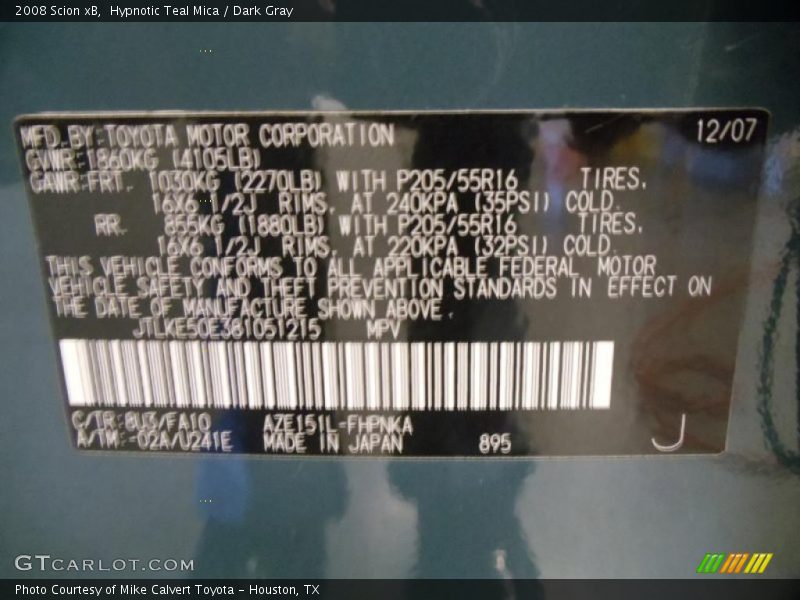 2008 Scion xB,  Hypnotic Teal Mica / Dark Gray
MFD.BY:TOYOTA MOTOR CORPORATION 12/07
GVWR:1860KG (4105LB)
GAWR:FRT. 1030KG (2270LB) WITH P205/55R16 TIRES,
16X6 1/2J RIMS, AT 240KPA (35PSI) COLD.
RR. 855KG (1880LB) WITH P205/55R16 TIRES,
16X6 1/2J RIMS, AT 220KPA (32PSI) COLD.
THIS VEHICLE CONFORMS TO ALL APPLICABLE FEDERAL MOTOR
VEHICLE SAFETY AND THEFT PREVENTION STANDARDS IN EFFECT ON
THE DATE OF MANUFACTURE SHOWN ABOVE.
JTLKE50E381051215 MPV
C/TR:8U3/FA10 AZE151L-FHPNKA
A/TM:-02A/U241E MADE IN JAPAN 895 J
GTCARLOT.COM
Photo Courtesy of Mike Calvert Toyota - Houston, TX